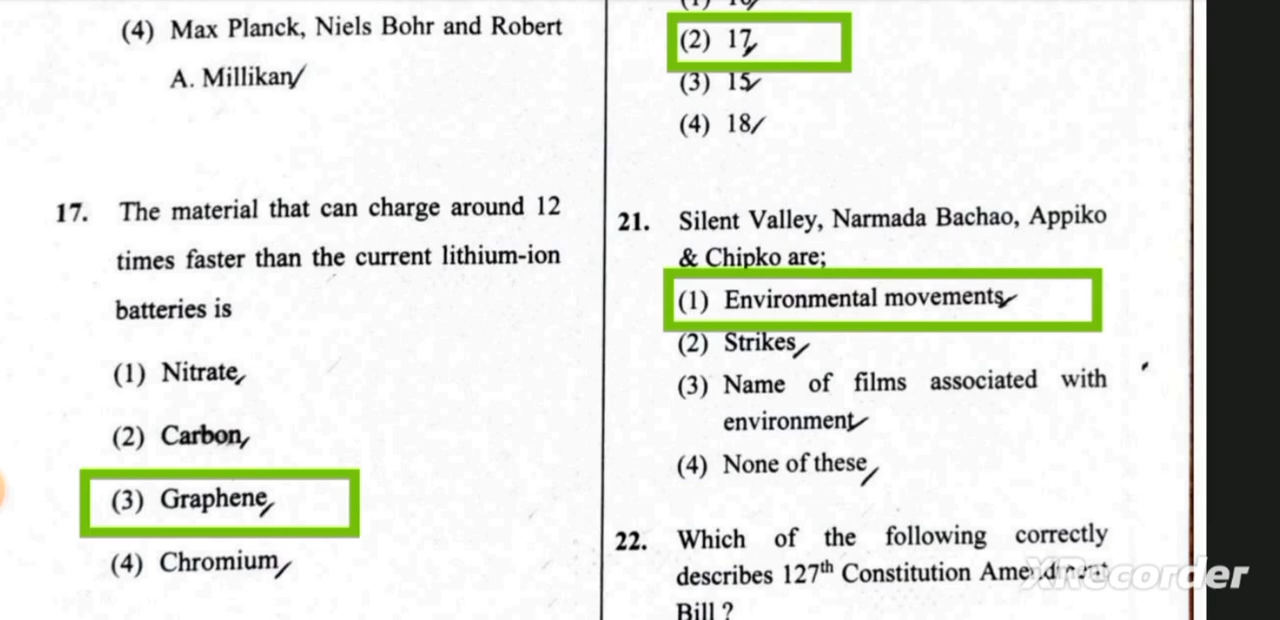 (4) Max Planck, Niels Bohr and Robert
A. Millikan
17. The material that can charge around 12
times faster than the current lithium-ion
batteries is
(1) Nitrate
(2) Carbon
(3) Graphene
(4) Chromium
(2) 17
(3) 15
(4) 18
21. Silent Valley, Narmada Bachao, Appiko
& Chipko are;
(1) Environmental movements
(2) Strikes
(3) Name of films associated with
environment
(4) None of these
22. Which of the following correctly
describes 127th Constitution Amendment
Bill ?
XRecorder